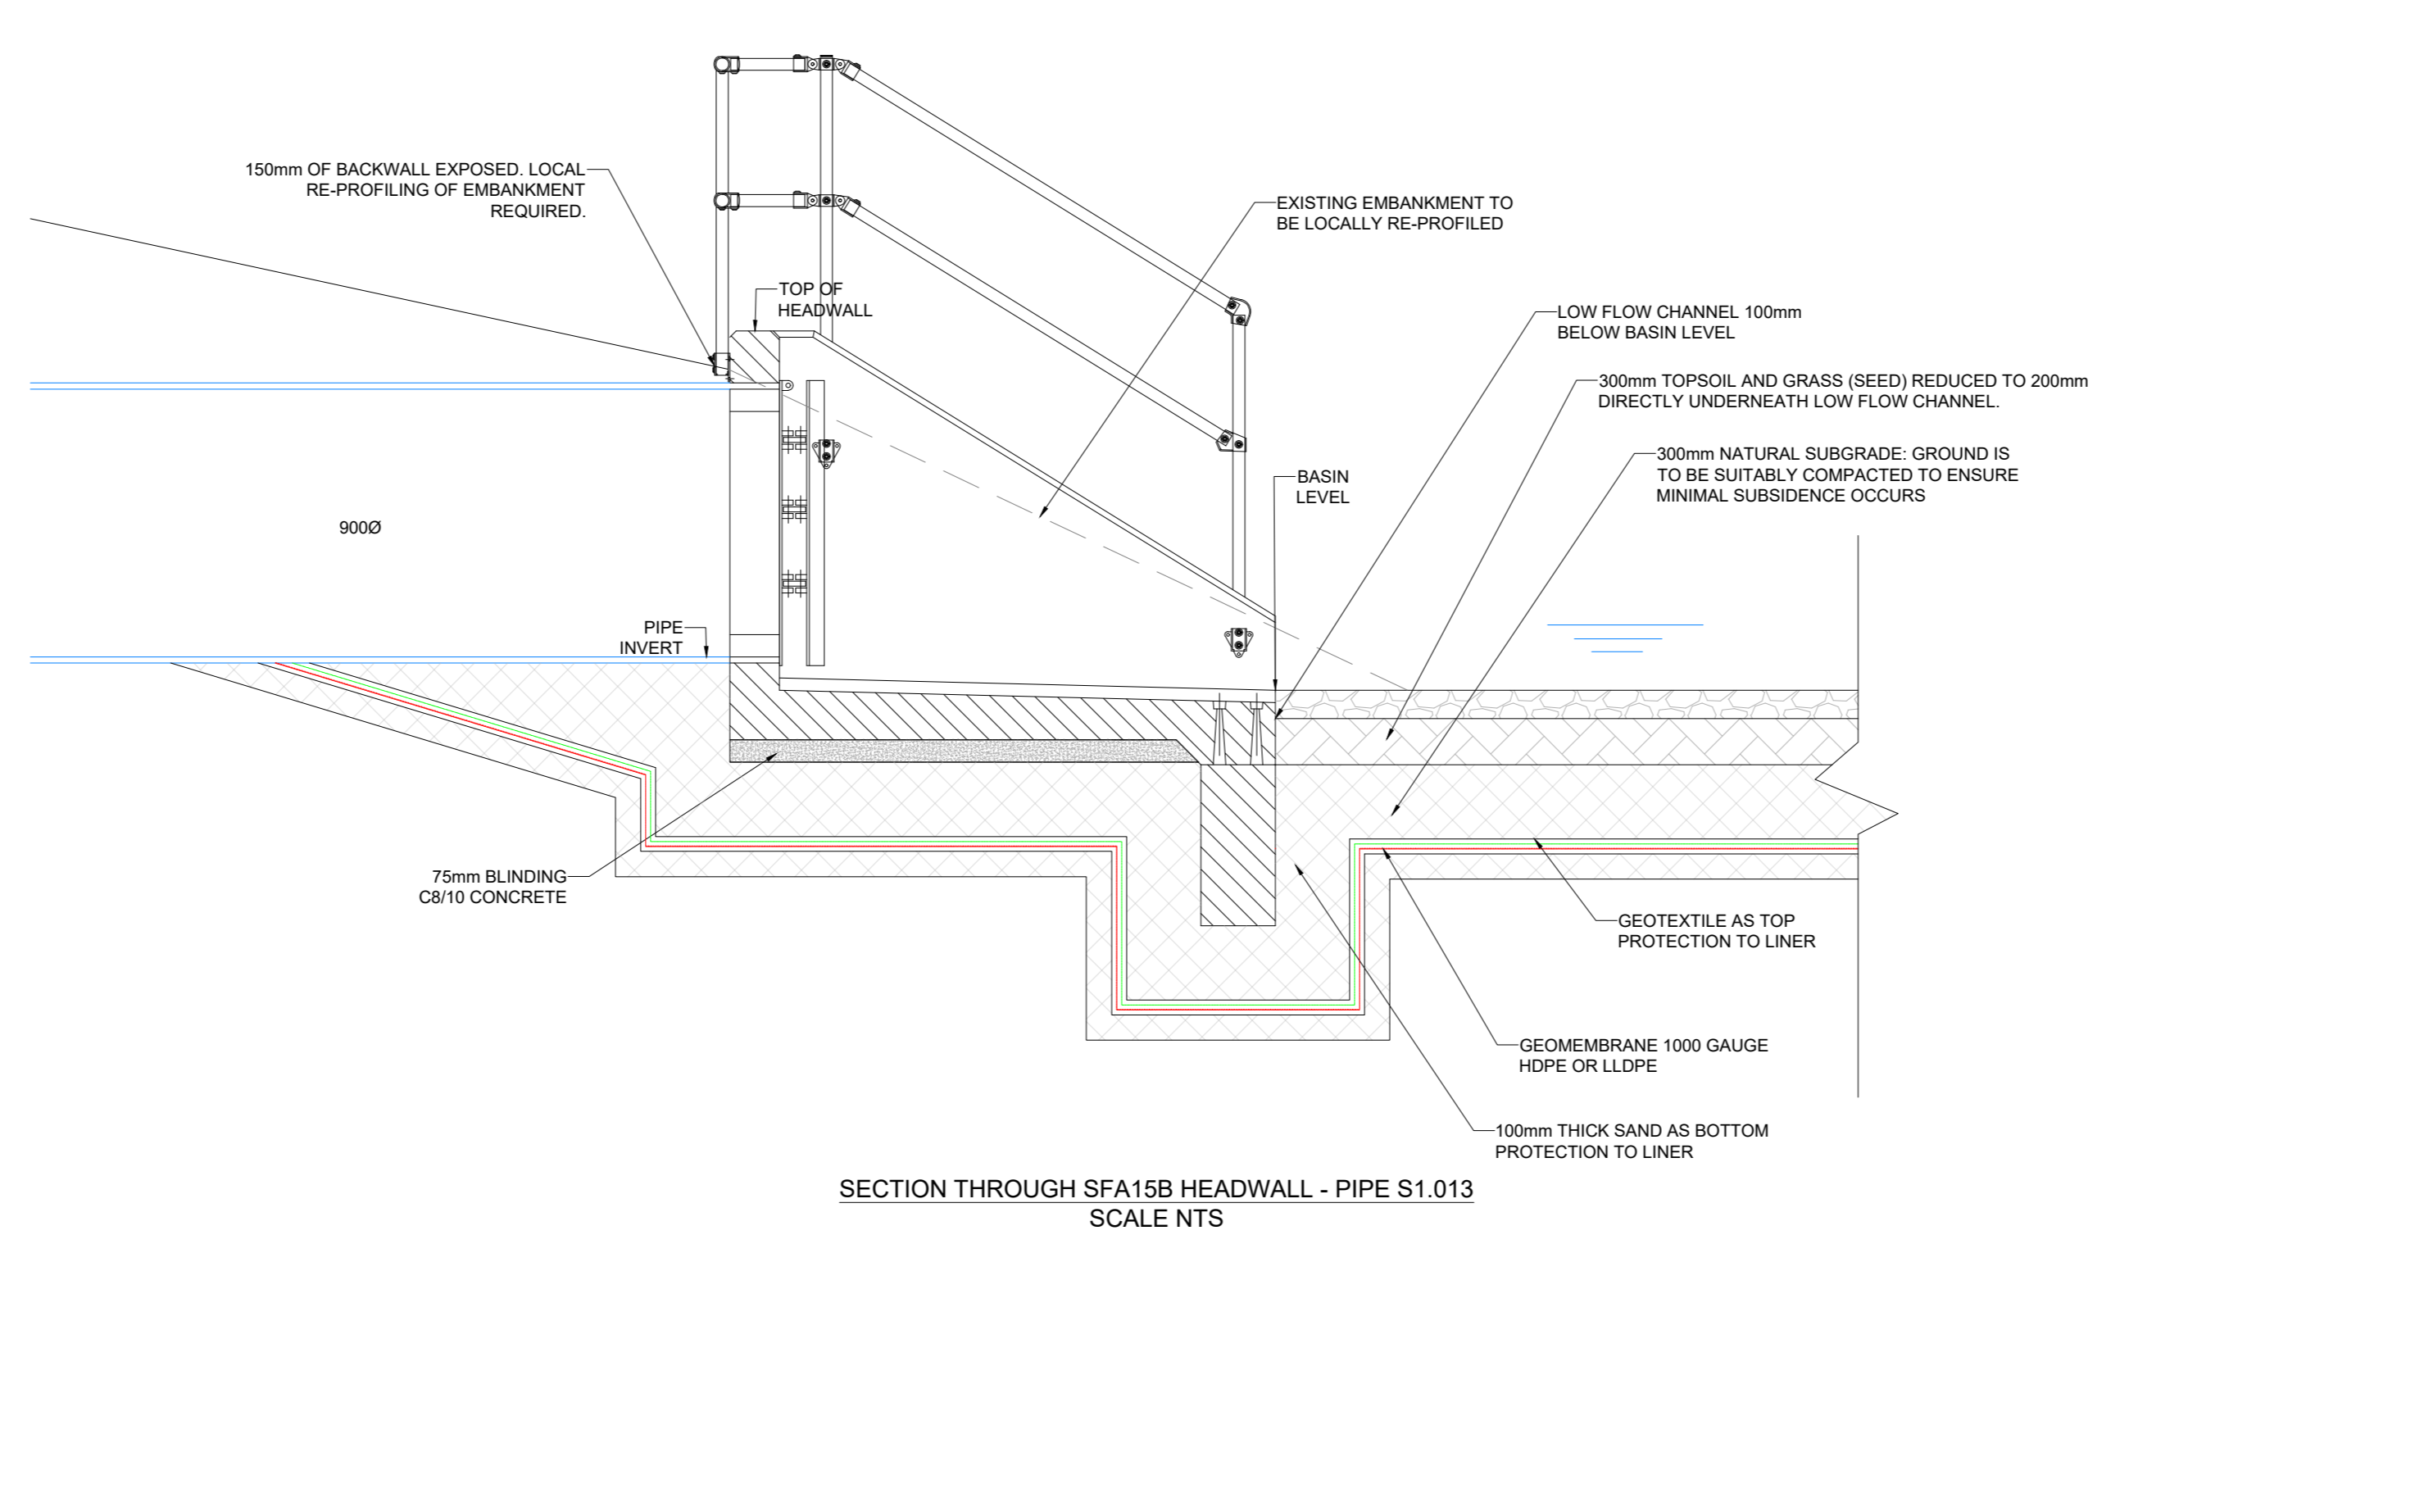 150mm OF BACKWALL EXPOSED. LOCAL
RE-PROFILING OF EMBANKMENT
REQUIRED.
EXISTING EMBANKMENT TO
BE LOCALLY RE-PROFILED
TOP OF
HEADWALL
LOW FLOW CHANNEL 100mm
BELOW BASIN LEVEL
300mm TOPSOIL AND GRASS (SEED) REDUCED TO 200mm
DIRECTLY UNDERNEATH LOW FLOW CHANNEL.
300mm NATURAL SUBGRADE: GROUND IS
TO BE SUITABLY COMPACTED TO ENSURE
MINIMAL SUBSIDENCE OCCURS
BASIN
LEVEL
900Ø
PIPE
INVERT
75mm BLINDING
C8/10 CONCRETE
GEOTEXTILE AS TOP
PROTECTION TO LINER
GEOMEMBRANE 1000 GAUGE
HDPE OR LLDPE
100mm THICK SAND AS BOTTOM
PROTECTION TO LINER
SECTION THROUGH SFA15B HEADWALL - PIPE S1.013
SCALE NTS